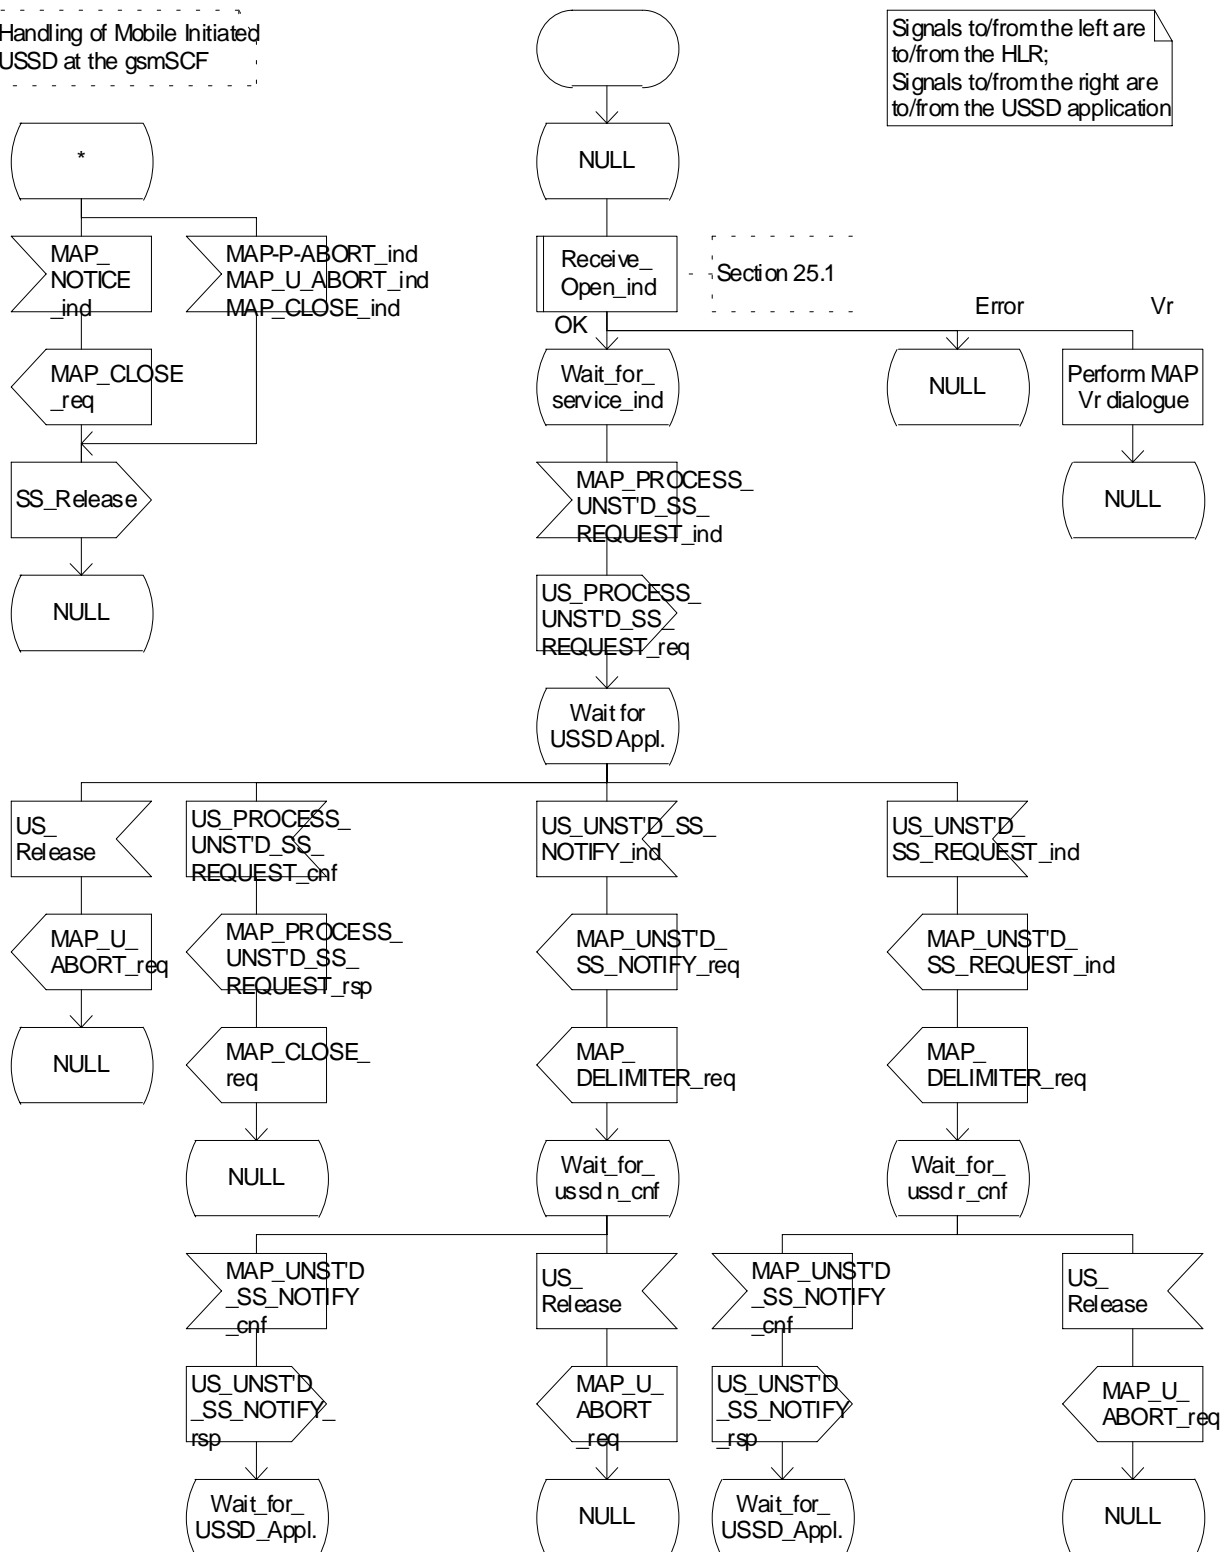 Handling of Mobile Initiated
USSD at the gsmSCF
Signals to/from the left are
to/from the HLR;
Signals to/from the right are
to/from the USSD application
*
NULL
MAP_
NOTICE
_ind
MAP-P-ABORT_ind
MAP_U_ABORT_ind
MAP_CLOSE_ind
Receive_
Open_ind
Section 25.1
OK
Error
Vr
MAP_CLOSE
_req
Wait_for_
service_ind
NULL
Perform MAP
Vr dialogue
SS_Release
MAP_PROCESS_
UNST'D_SS_
REQUEST_ind
NULL
NULL
US_PROCESS_
UNST'D_SS_
REQUEST_req
Wait for
USSD Appl.
US_
Release
US_PROCESS_
UNST'D_SS_
REQUEST_cnf
US_UNST'D_SS_
NOTIFY_ind
US_UNST'D_
SS_REQUEST_ind
MAP_U_
ABORT_req
MAP_PROCESS_
UNST'D_SS_
REQUEST_rsp
MAP_UNST'D_
SS_NOTIFY_req
MAP_UNST'D_
SS_REQUEST_ind
NULL
MAP_CLOSE_
req
MAP_
DELIMITER_req
MAP_
DELIMITER_req
NULL
Wait_for_
ussd n_cnf
Wait_for_
ussd r_cnf
MAP_UNST'D
_SS_NOTIFY
_cnf
US_
Release
MAP_UNST'D
_SS_NOTIFY
_cnf
US_
Release
US_UNST'D
_SS_NOTIFY_
rsp
MAP_U_
ABORT
_req
US_UNST'D
_SS_NOTIFY
_rsp
MAP_U_
ABORT_req
Wait_for_
USSD_Appl.
NULL
Wait_for_
USSD_Appl.
NULL